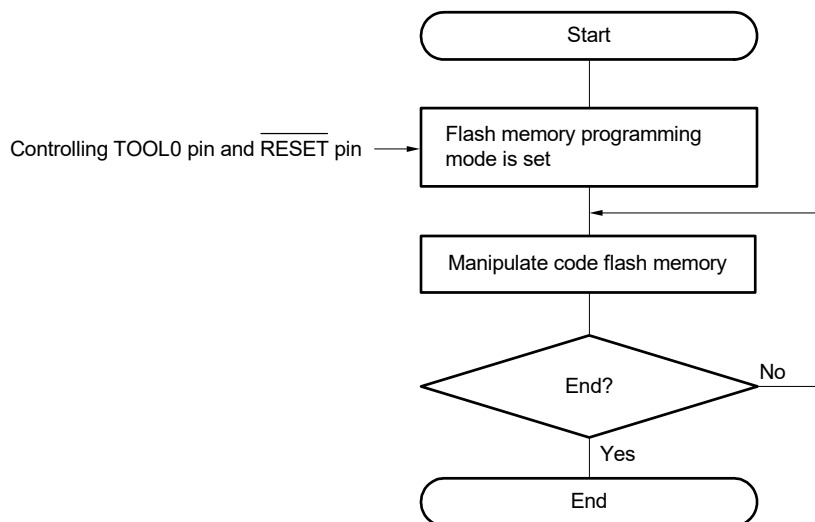 Start
Flash memory programming
mode is set
Controlling TOOL0 pin and RESET pin
Manipulate code flash memory
End?
No
Yes
End